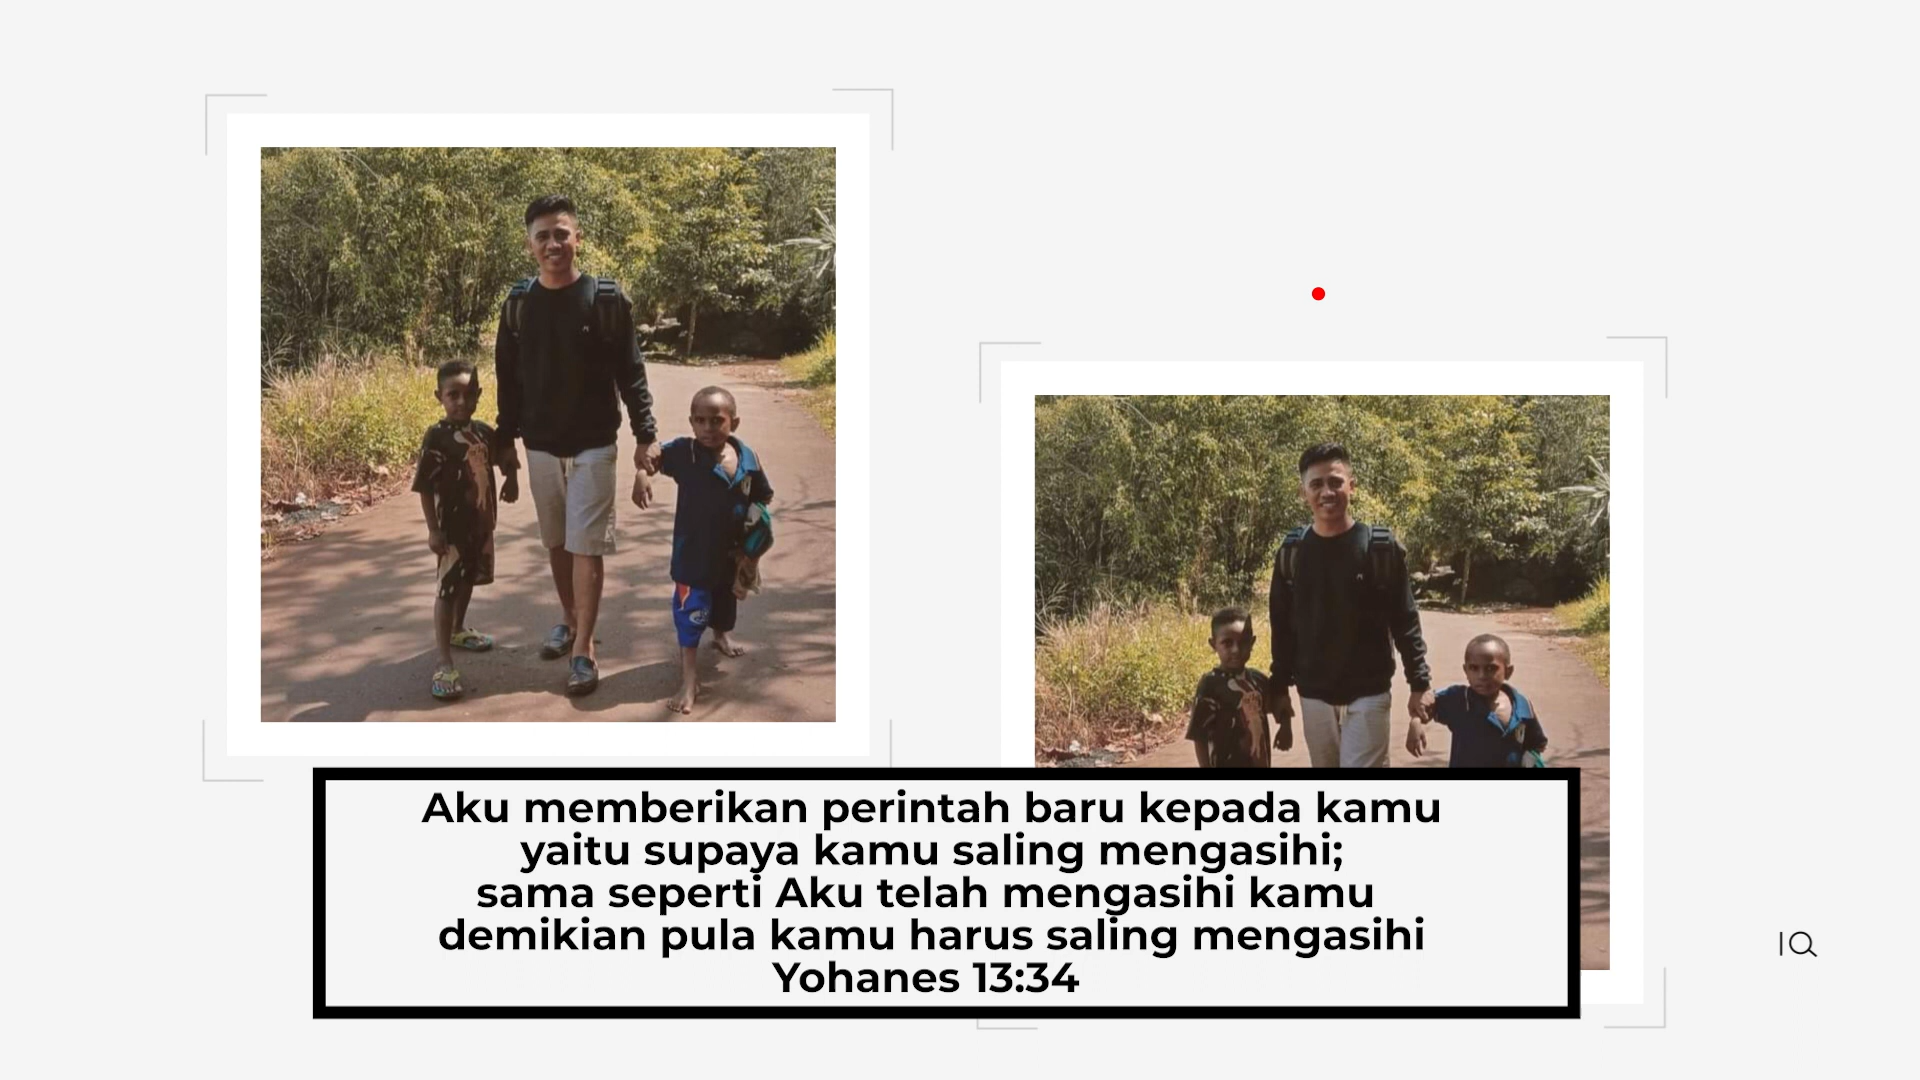 Aku memberikan perintah baru kepada kamu
yaitu supaya kamu saling mengasihi;
sama seperti Aku telah mengasihi kamu
demikian pula kamu harus saling mengasihi
Yohanes 13:34